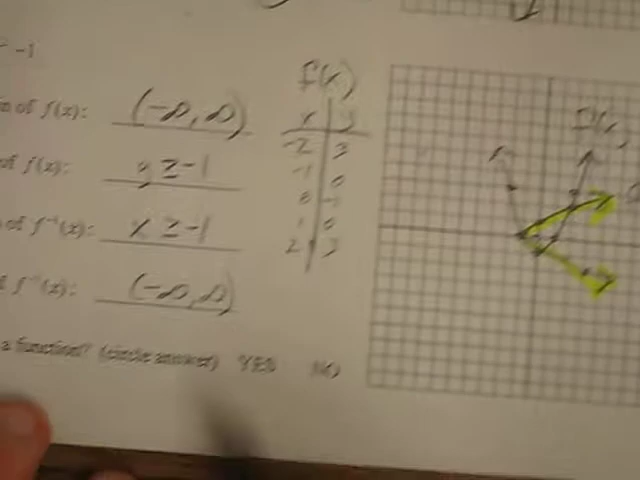 = -1
of f(x): (-∞, ∞)
of f(x): y ≥ -1
of f⁻¹(x): x ≥ -1
f⁻¹(x): (-∞, ∞)
a function? (circle answer) YES NO
f(x)
x y
-2 3
-1 0
0 -1
1 0
2 3